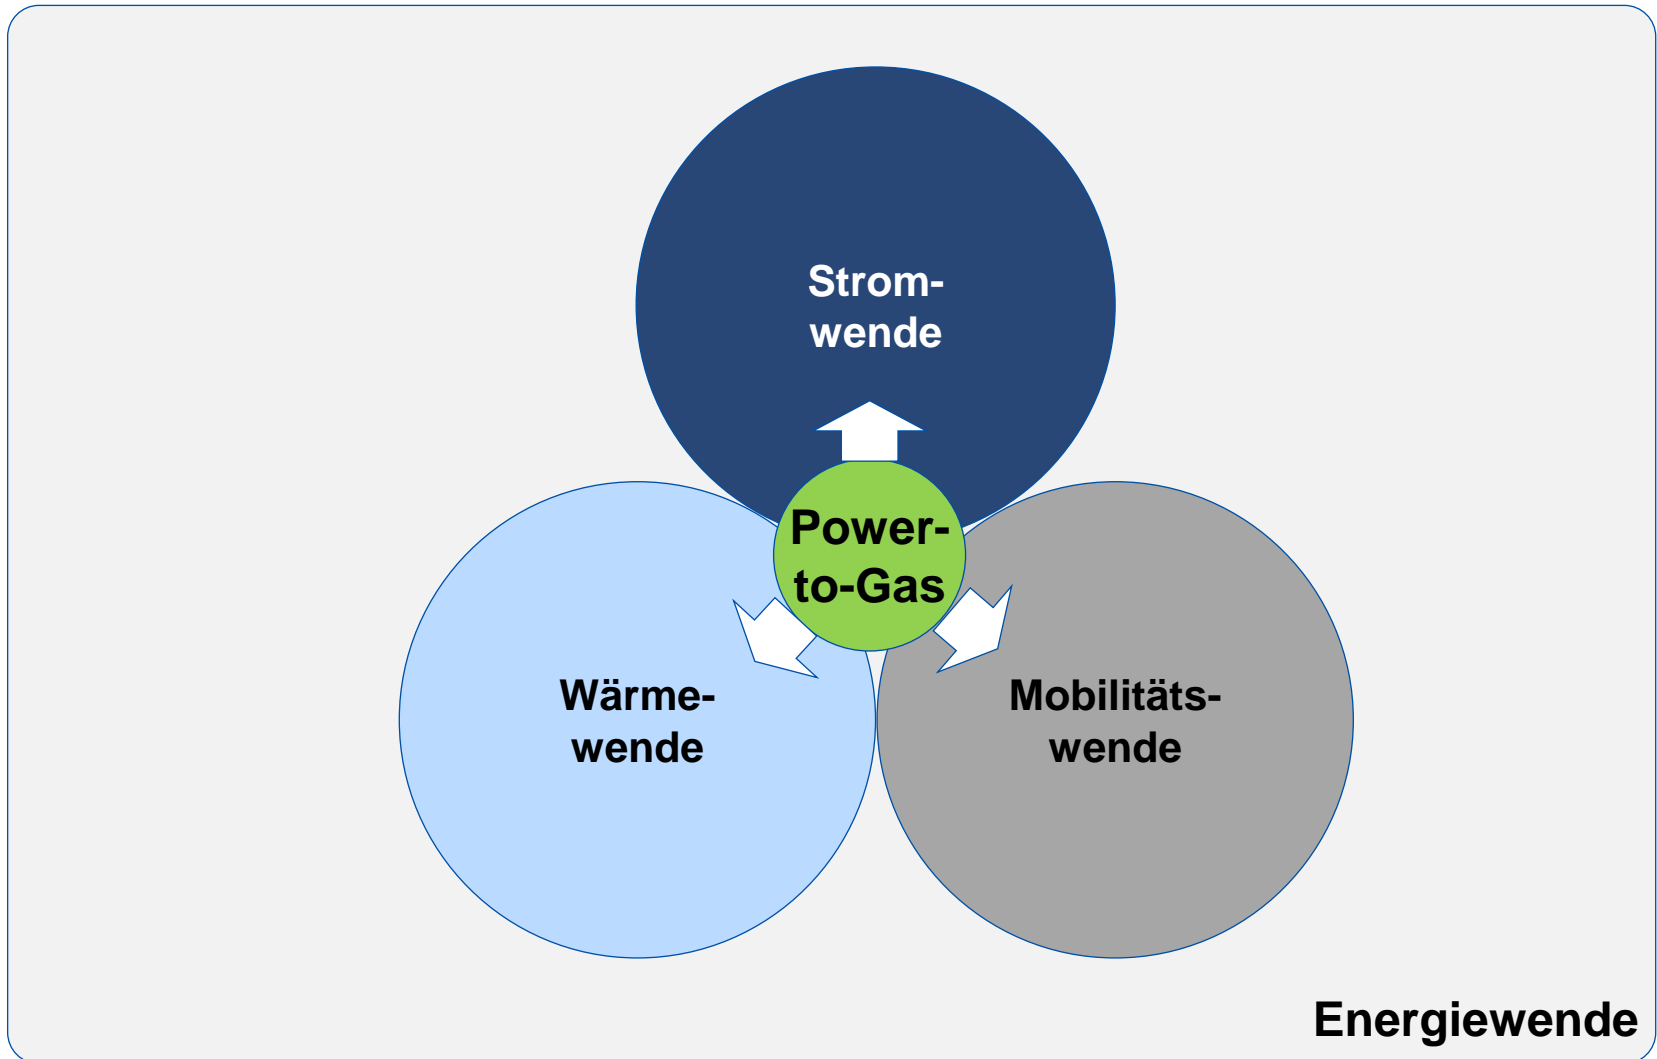 Strom-
wende
Power-
to-Gas
Wärme-
wende
Mobilitäts-
wende
Energiewende